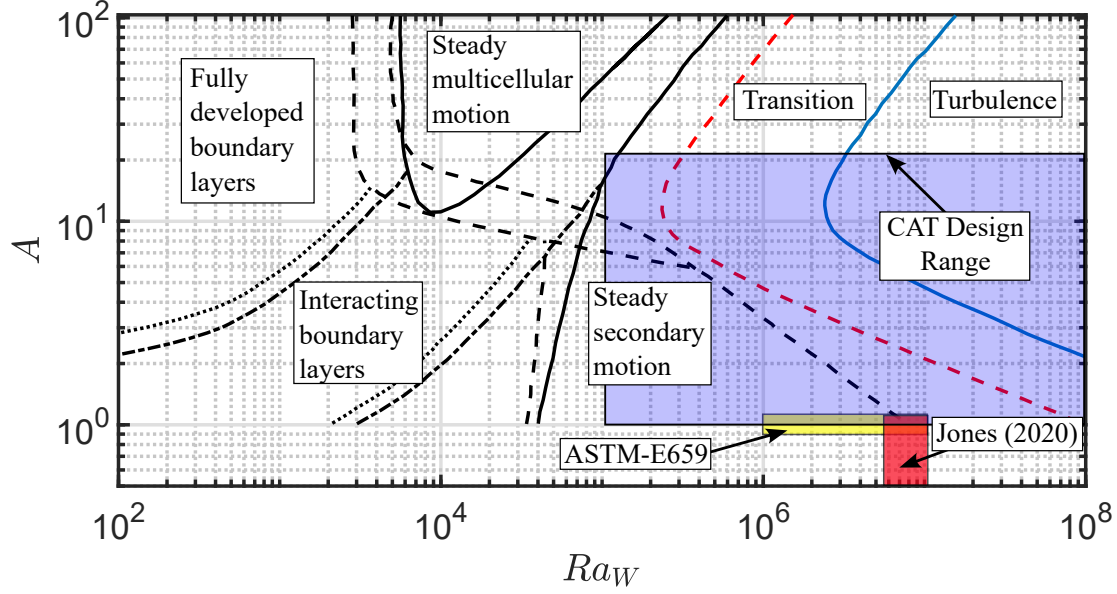 10^2
Steady
multicellular
motion
Fully
developed
boundary
layers
Transition
Turbulence
A
10^1
CAT Design
Range
Interacting
boundary
layers
Steady
secondary
motion
10^0
ASTM-E659
Jones (2020)
10^2 10^4 10^6 10^8
Ra_W